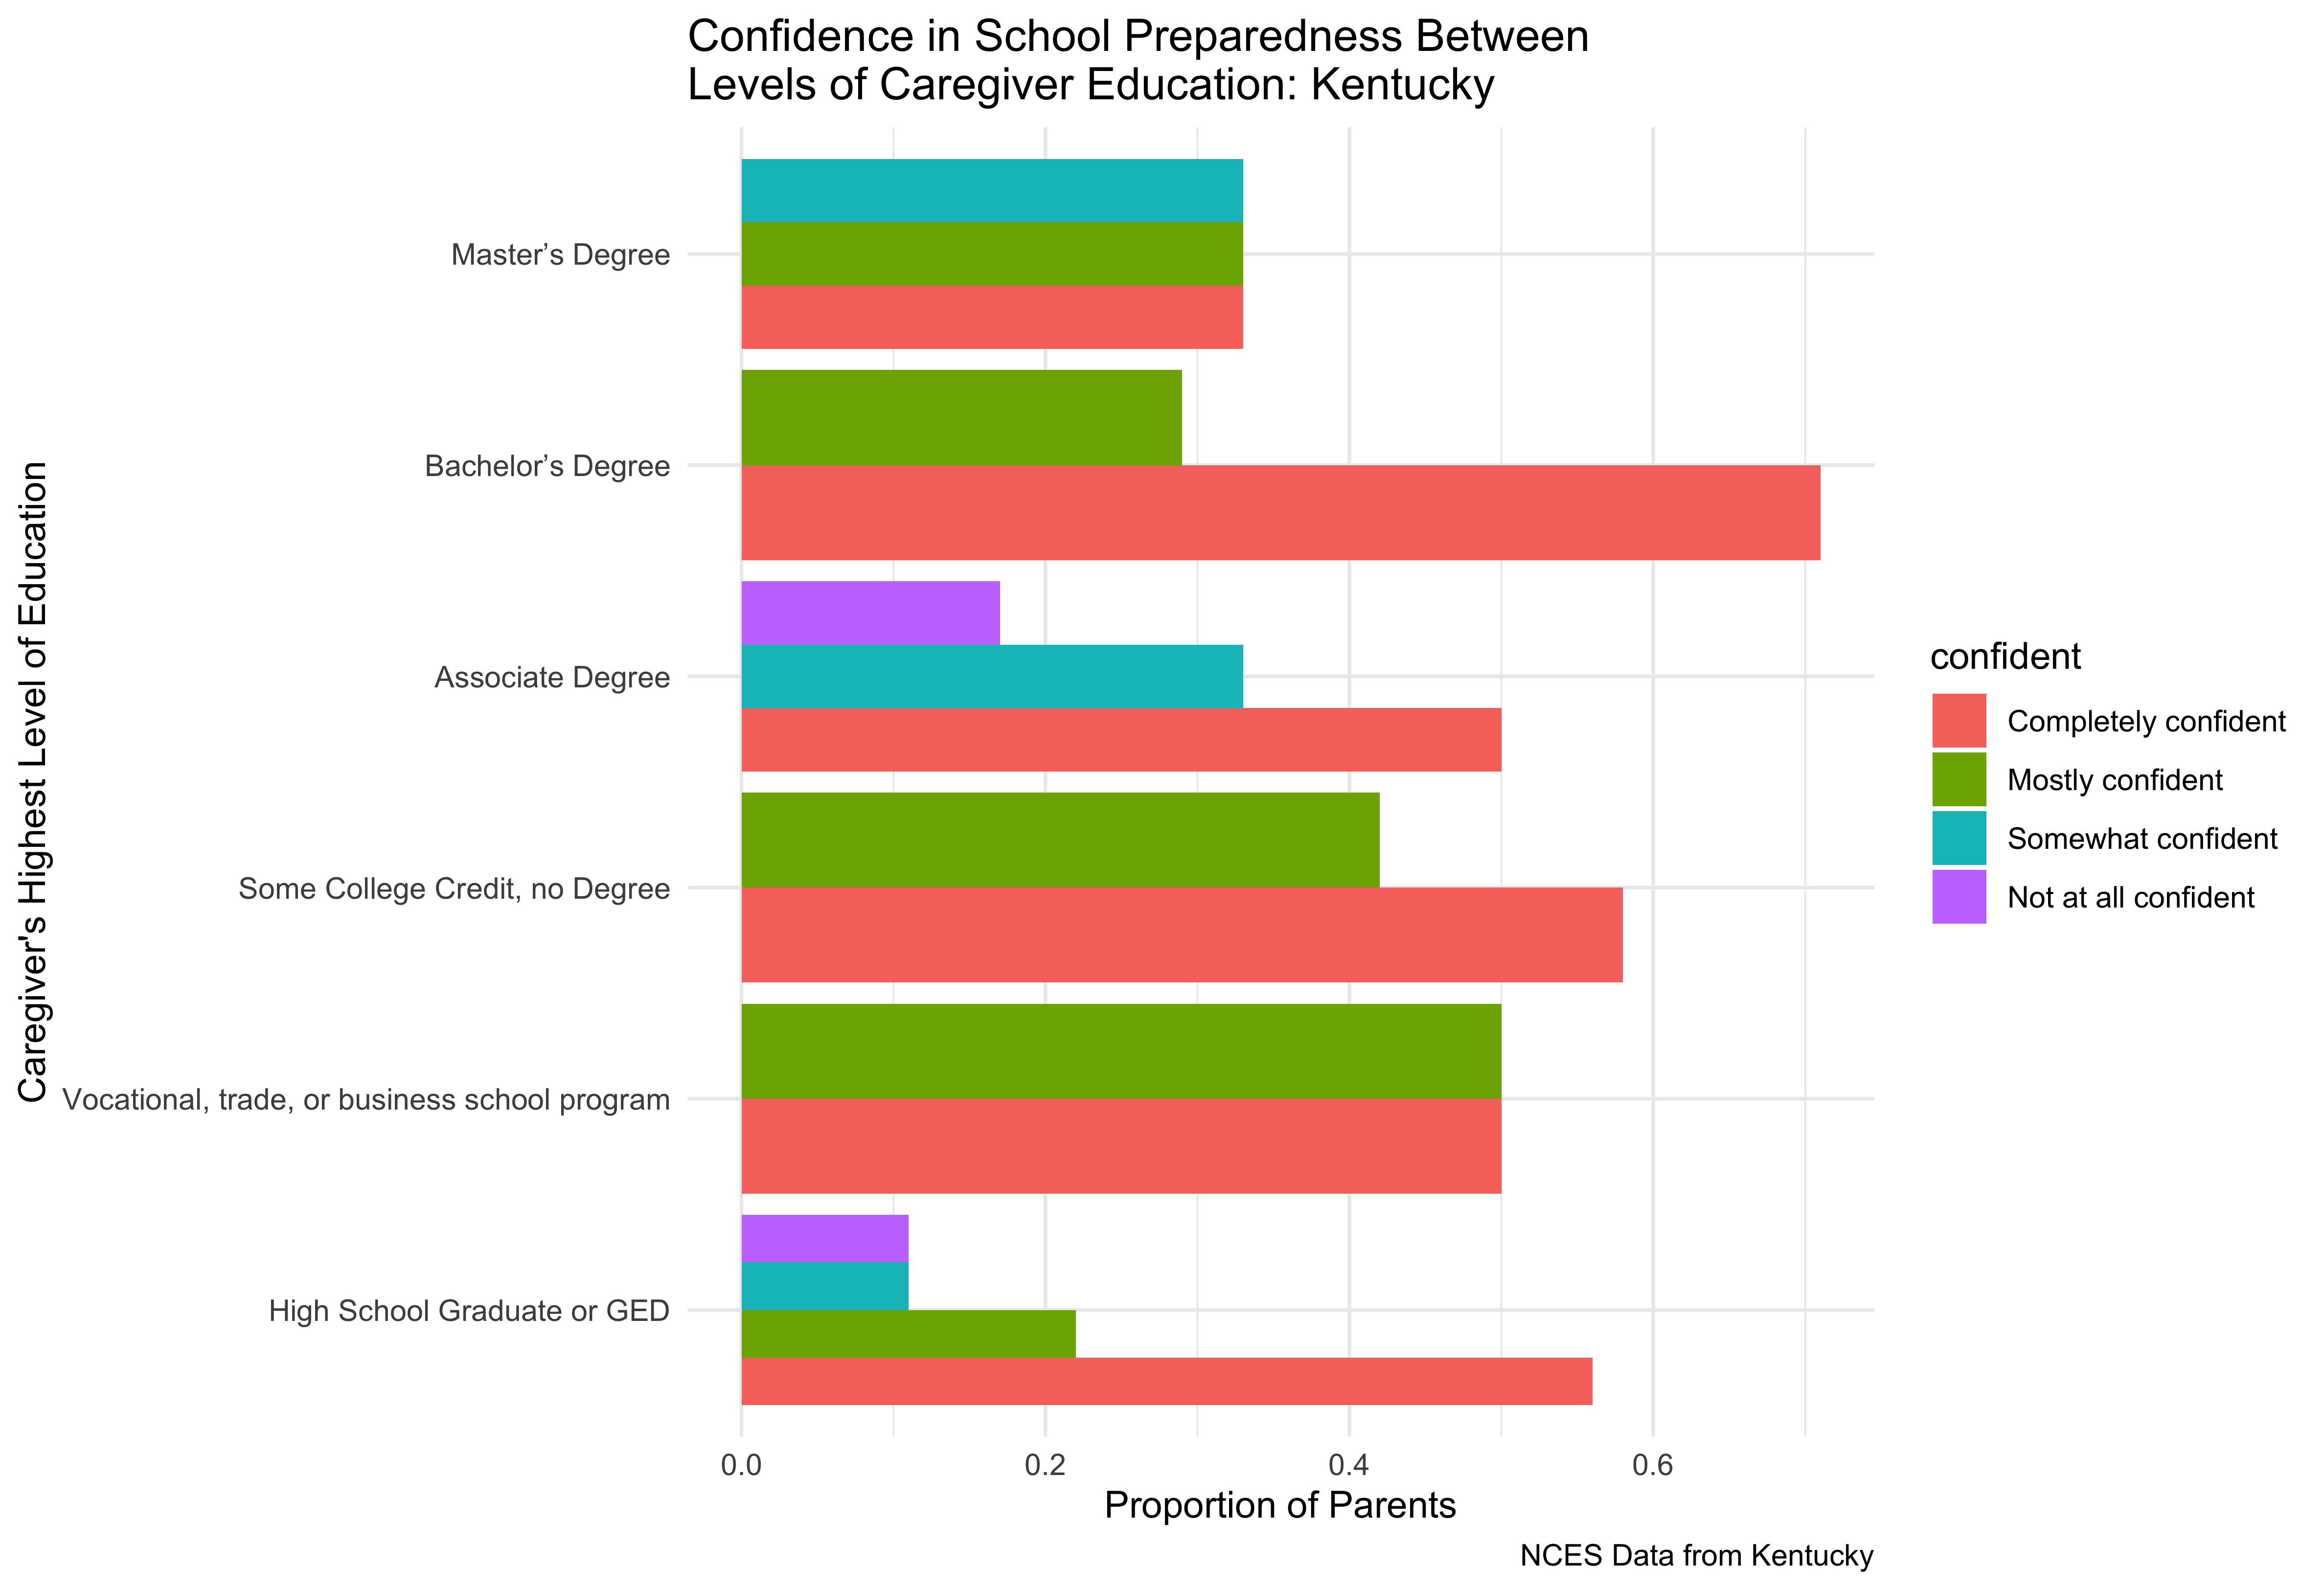 Confidence in School Preparedness Between
Levels of Caregiver Education: Kentucky
Caregiver's Highest Level of Education
Master’s Degree
Bachelor’s Degree
Associate Degree
Some College Credit, no Degree
Vocational, trade, or business school program
High School Graduate or GED
0.0
0.2
0.4
0.6
Proportion of Parents
confident
Completely confident
Mostly confident
Somewhat confident
Not at all confident
NCES Data from Kentucky